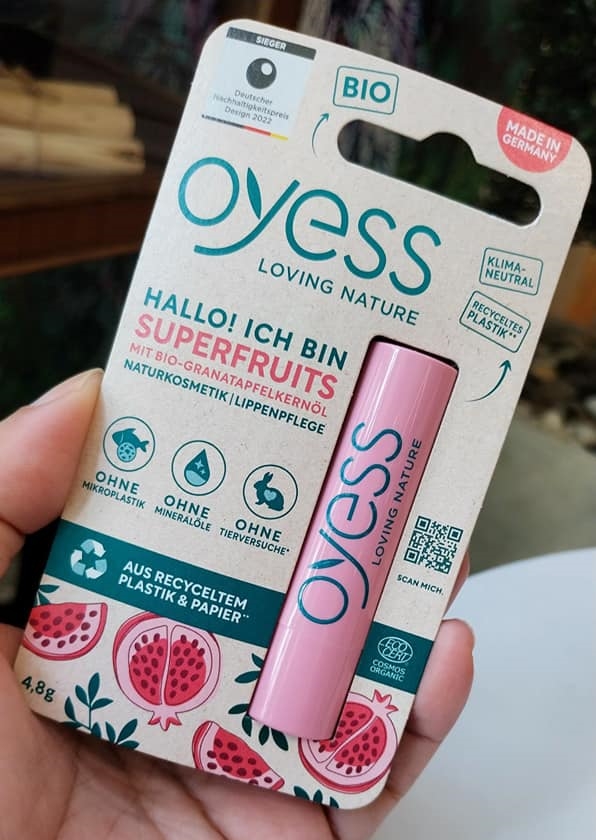 SIEGER
Deutscher
Nachhaltigkeitspreis
Design 2022
BIO
MADE IN
GERMANY
oyess
LOVING NATURE
KLIMA-
NEUTRAL
RECYCELTES
PLASTIK**
HALLO! ICH BIN
SUPERFRUITS
MIT BIO-GRANATAPFELKERNÖL
NATURKOSMETIK | LIPPENPFLEGE
OHNE
MIKROPLASTIK
OHNE
MINERALÖLE
OHNE
TIERVERSUCHE*
oyess
LOVING NATURE
SCAN MICH.
AUS RECYCELTEM
PLASTIK & PAPIER**
ECO
CERT
COSMOS
ORGANIC
4,8g